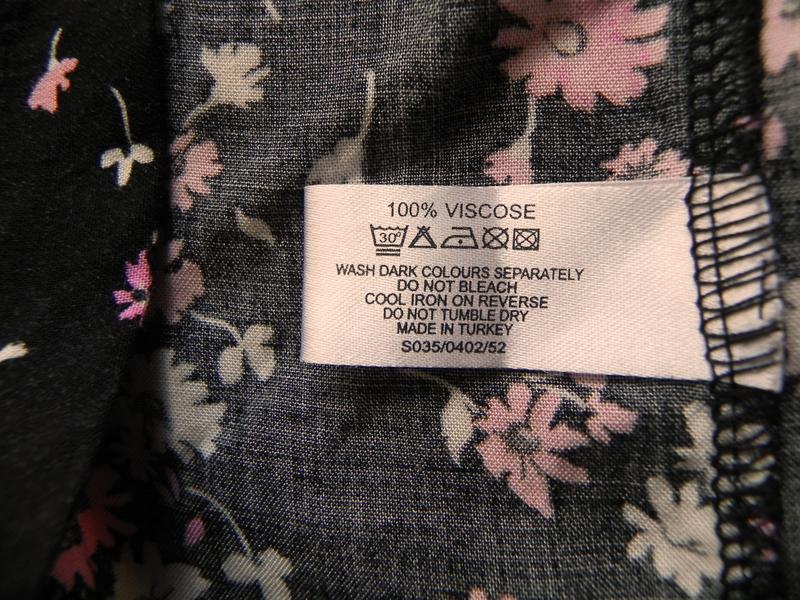 100% VISCOSE
30°
WASH DARK COLOURS SEPARATELY
DO NOT BLEACH
COOL IRON ON REVERSE
DO NOT TUMBLE DRY
MADE IN TURKEY
S035/0402/52